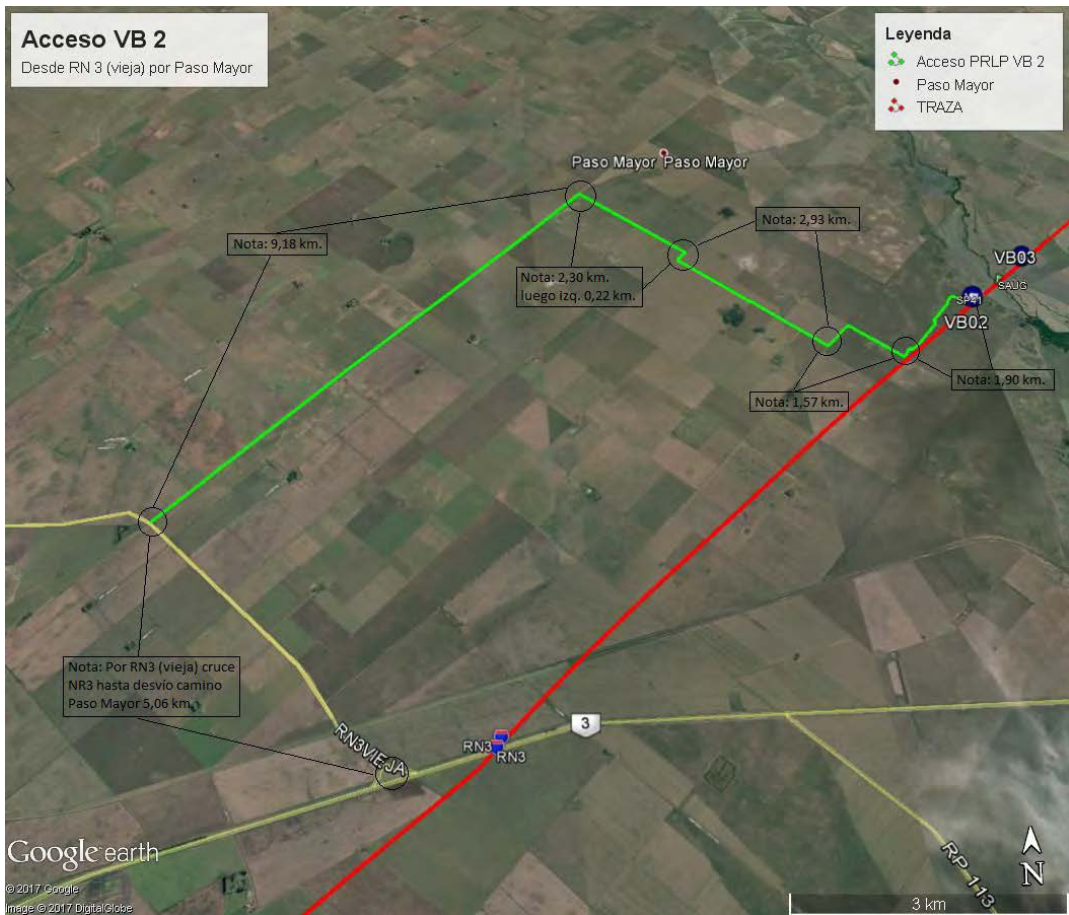 Acceso VB 2
Desde RN 3 (vieja) por Paso Mayor
Leyenda
Acceso PRLP VB 2
Paso Mayor
TRAZA
Paso Mayor Paso Mayor
Nota: 9,18 km.
Nota: 2,93 km.
Nota: 2,30 km.
luego izq. 0,22 km.
VB03
SAUG
VB02
Nota: 1,90 km.
Nota: 1,57 km.
Nota: Por RN3 (vieja) cruce
NR3 hasta desvío camino
Paso Mayor 5,06 km.
RN3VIEJA
3
RN3
RN3
RP 113
N
3 km
Google earth
© 2017 Google
Image © 2017 DigitalGlobe